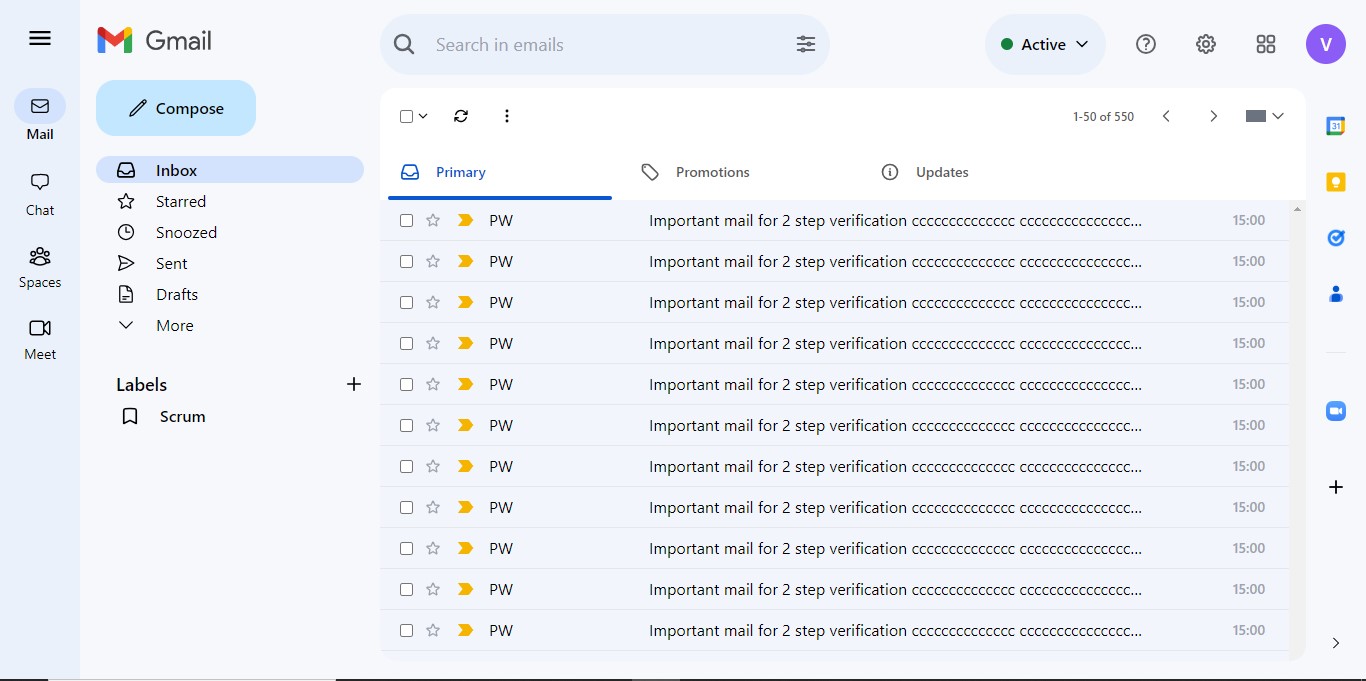 Gmail
Search in emails
Active
V
Mail
Chat
Spaces
Meet
Compose
Inbox
Starred
Snoozed
Sent
Drafts
More
Labels
Scrum
1-50 of 550
Primary
Promotions
Updates
PW Important mail for 2 step verification cccccccccccccc ccccccccccccccc... 15:00
PW Important mail for 2 step verification cccccccccccccc ccccccccccccccc... 15:00
PW Important mail for 2 step verification cccccccccccccc ccccccccccccccc... 15:00
PW Important mail for 2 step verification cccccccccccccc ccccccccccccccc... 15:00
PW Important mail for 2 step verification cccccccccccccc ccccccccccccccc... 15:00
PW Important mail for 2 step verification cccccccccccccc ccccccccccccccc... 15:00
PW Important mail for 2 step verification cccccccccccccc ccccccccccccccc... 15:00
PW Important mail for 2 step verification cccccccccccccc ccccccccccccccc... 15:00
PW Important mail for 2 step verification cccccccccccccc ccccccccccccccc... 15:00
PW Important mail for 2 step verification cccccccccccccc ccccccccccccccc... 15:00
PW Important mail for 2 step verification cccccccccccccc ccccccccccccccc... 15:00
31